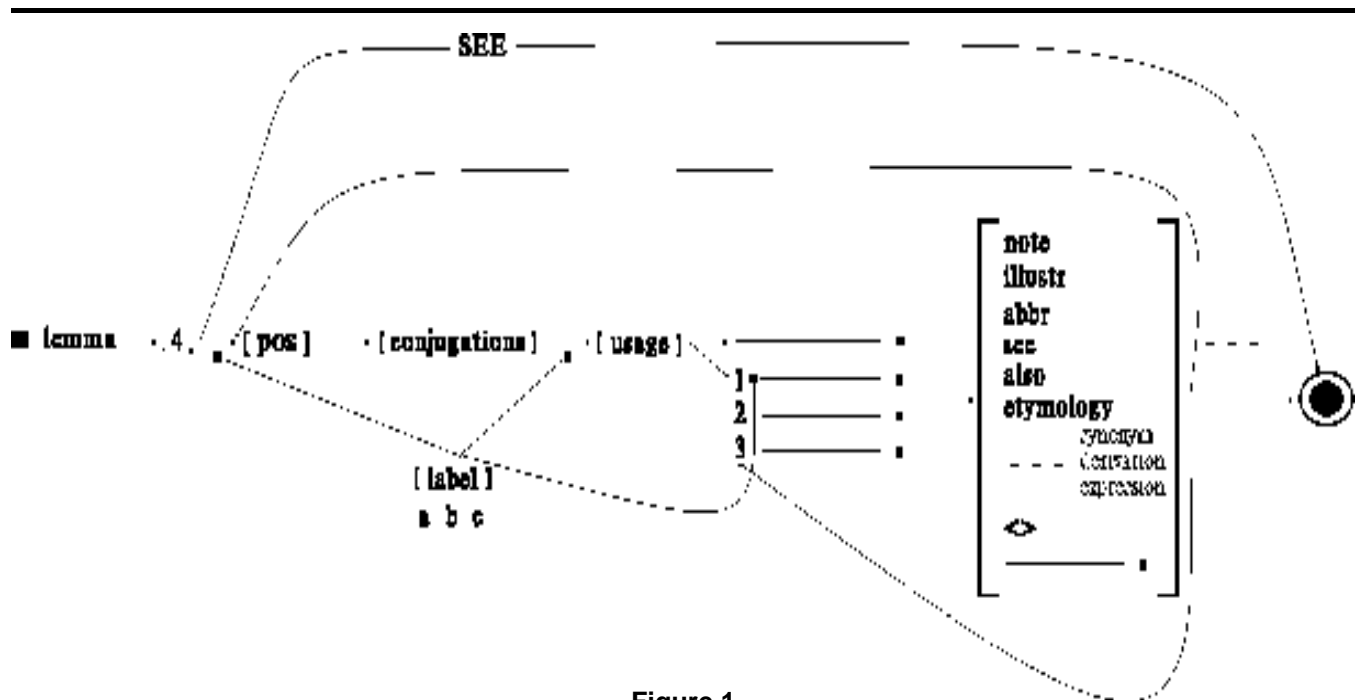 SEE
note
illustr
abbr
see
also
etymology
synonym
derivation
expression
<>
■ lemma .4. [ pos ] [ conjugations ] [ usage ]
1
2
3
[ label ]
a b c
Figure 1